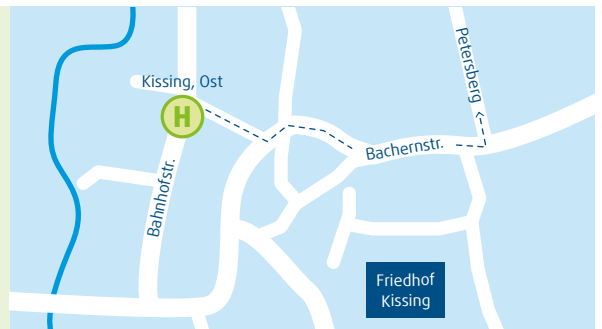 Kissing, Ost
H
Bahnhofstr.
Bachernstr.
Petersberg
Friedhof
Kissing